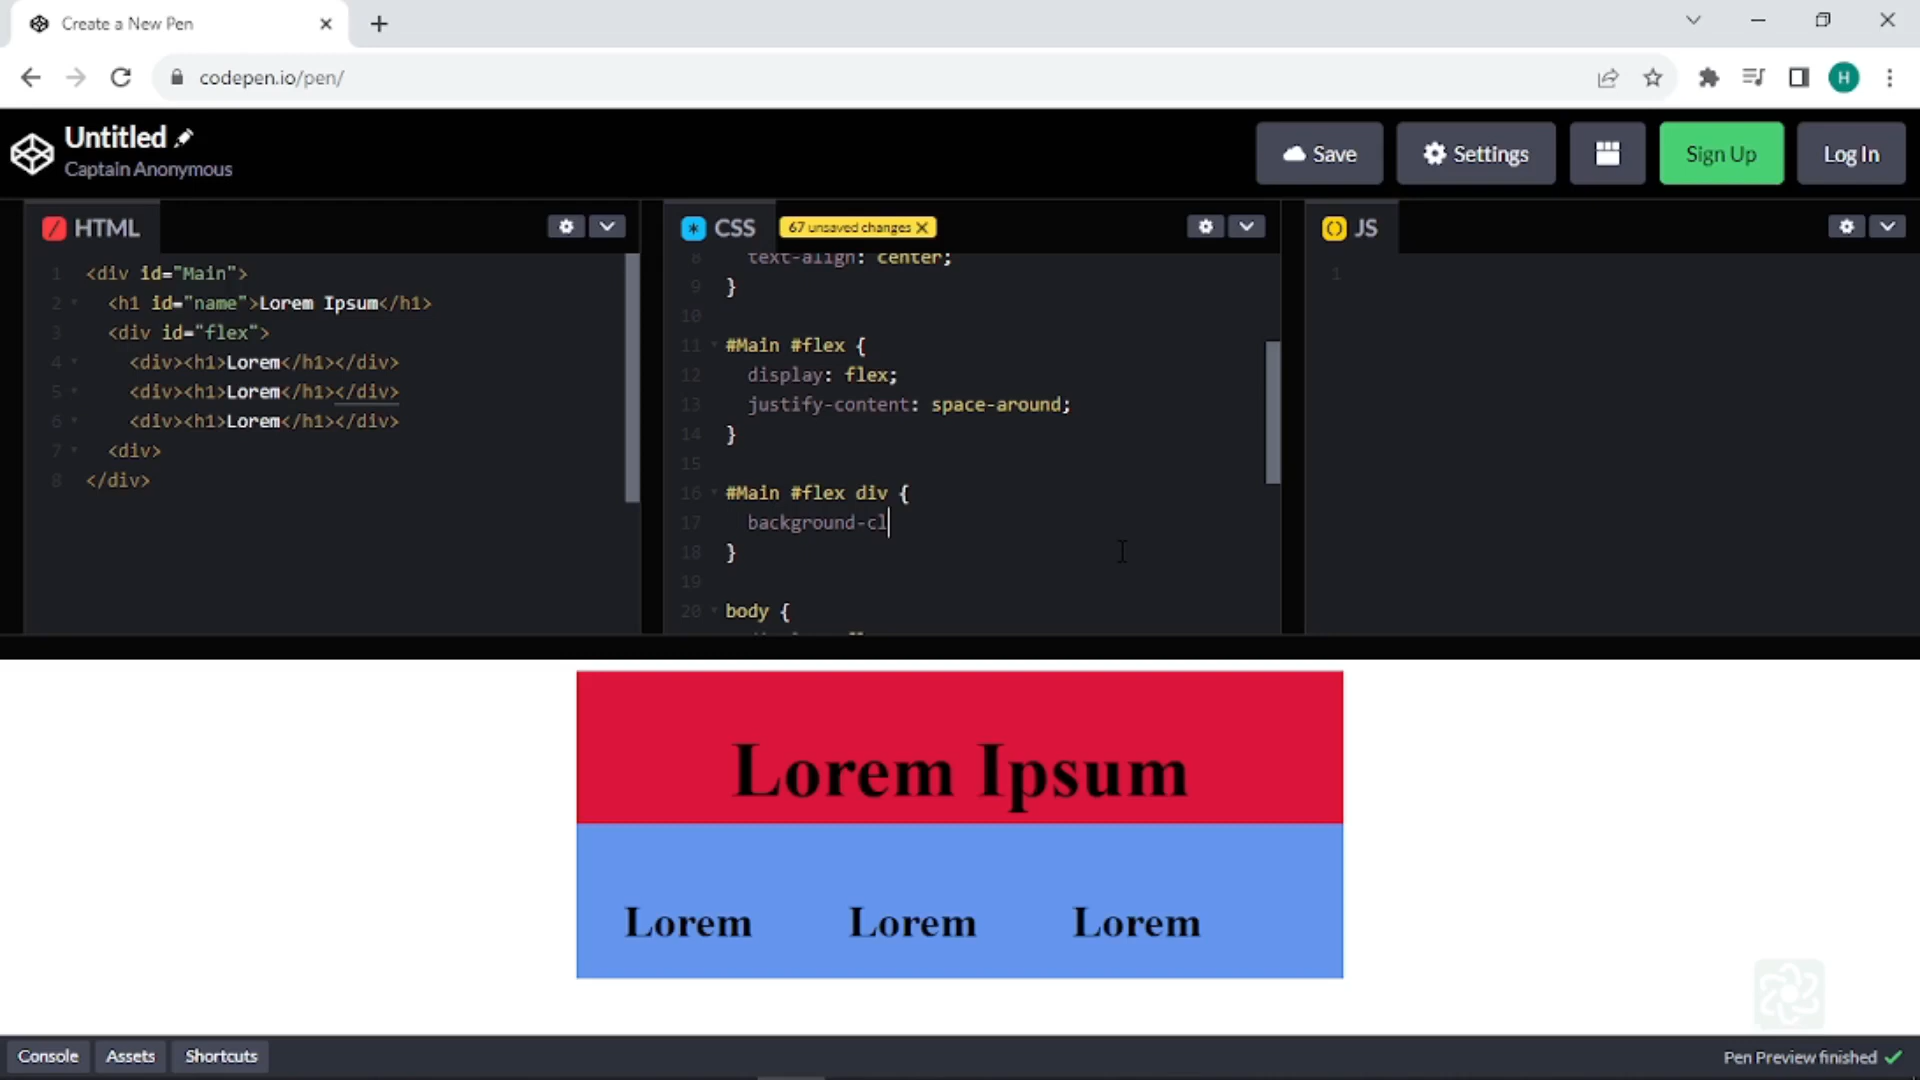 Create a New Pen
codepen.io/pen/
H
Untitled
Captain Anonymous
Save
Settings
Sign Up
Log In
HTML
1 <div id="Main">
2 <h1 id="name">Lorem Ipsum</h1>
3 <div id="flex">
4 <div><h1>Lorem</h1></div>
5 <div><h1>Lorem</h1></div>
6 <div><h1>Lorem</h1></div>
7 <div>
8 </div>
CSS
67 unsaved changes
8 text-align: center;
9 }
10
11 #Main #flex {
12 display: flex;
13 justify-content: space-around;
14 }
15
16 #Main #flex div {
17 background-cl
18 }
19
20 body {
JS
1
Lorem Ipsum
Lorem Lorem Lorem
Console
Assets
Shortcuts
Pen Preview finished